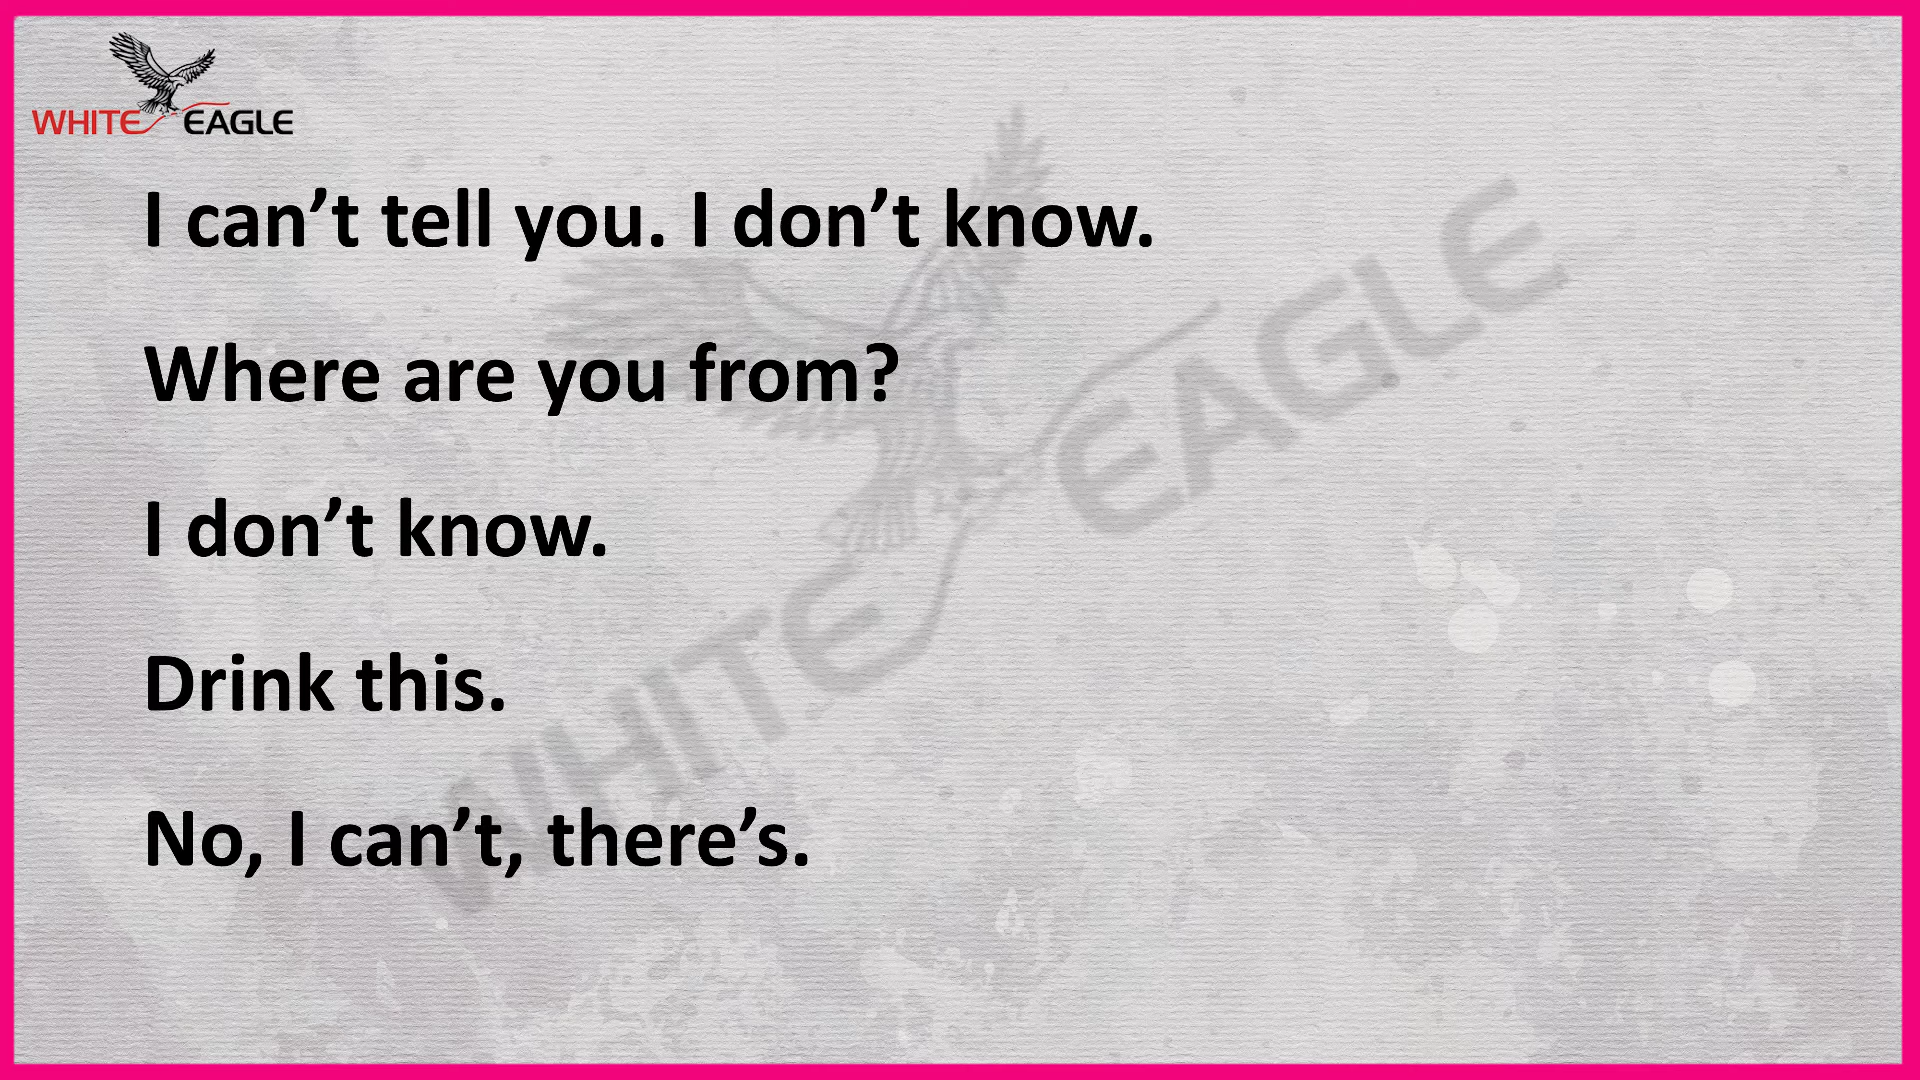 WHITE EAGLE
I can’t tell you. I don’t know.
Where are you from?
I don’t know.
Drink this.
No, I can’t, there’s.
WHITE EAGLE